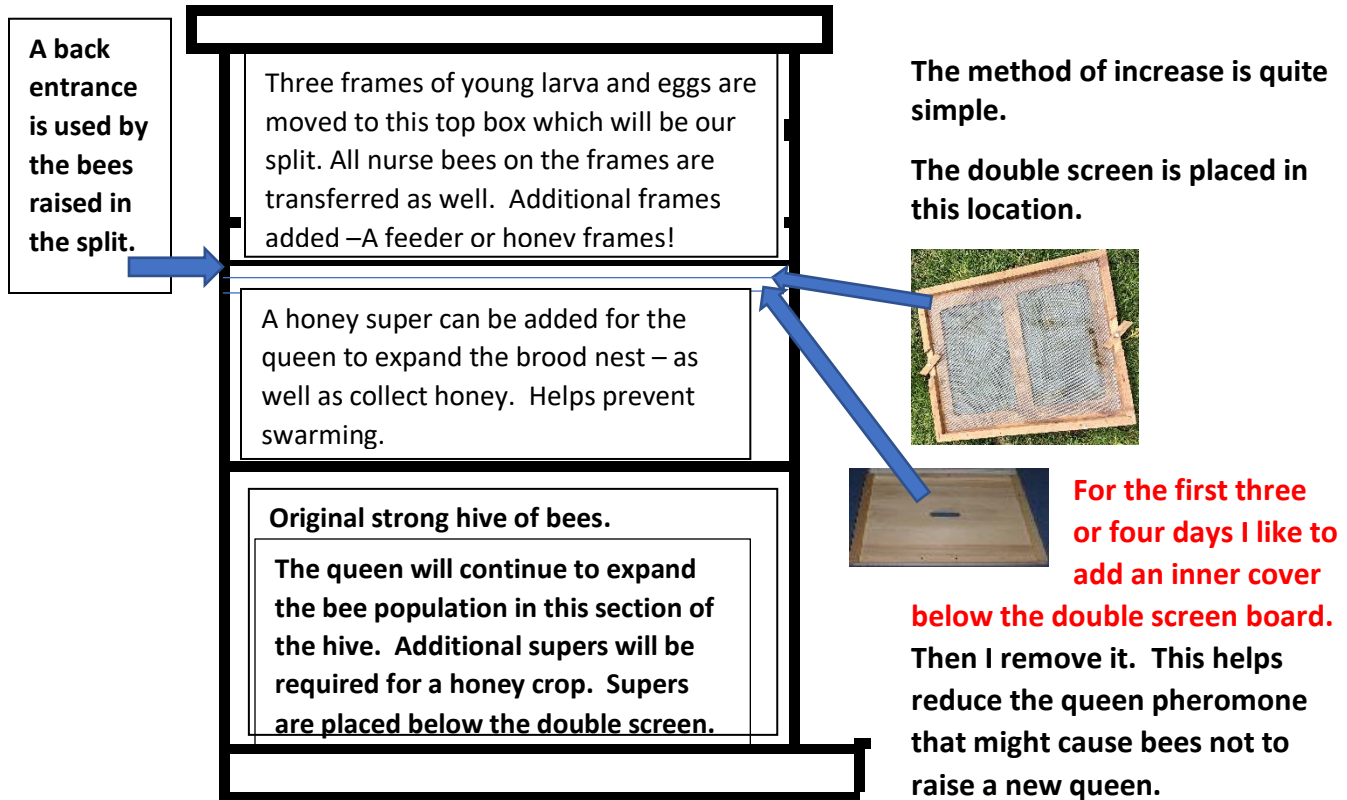 A back
entrance
is used by
the bees
raised in
the split.
Three frames of young larva and eggs are
moved to this top box which will be our
split. All nurse bees on the frames are
transferred as well.  Additional frames
added –A feeder or honey frames!
A honey super can be added for the
queen to expand the brood nest – as
well as collect honey.  Helps prevent
swarming.
Original strong hive of bees.
The queen will continue to expand
the bee population in this section of
the hive.  Additional supers will be
required for a honey crop.  Supers
are placed below the double screen.
The method of increase is quite
simple.
The double screen is placed in
this location.
For the first three
or four days I like to
add an inner cover
below the double screen board.
Then I remove it.  This helps
reduce the queen pheromone
that might cause bees not to
raise a new queen.